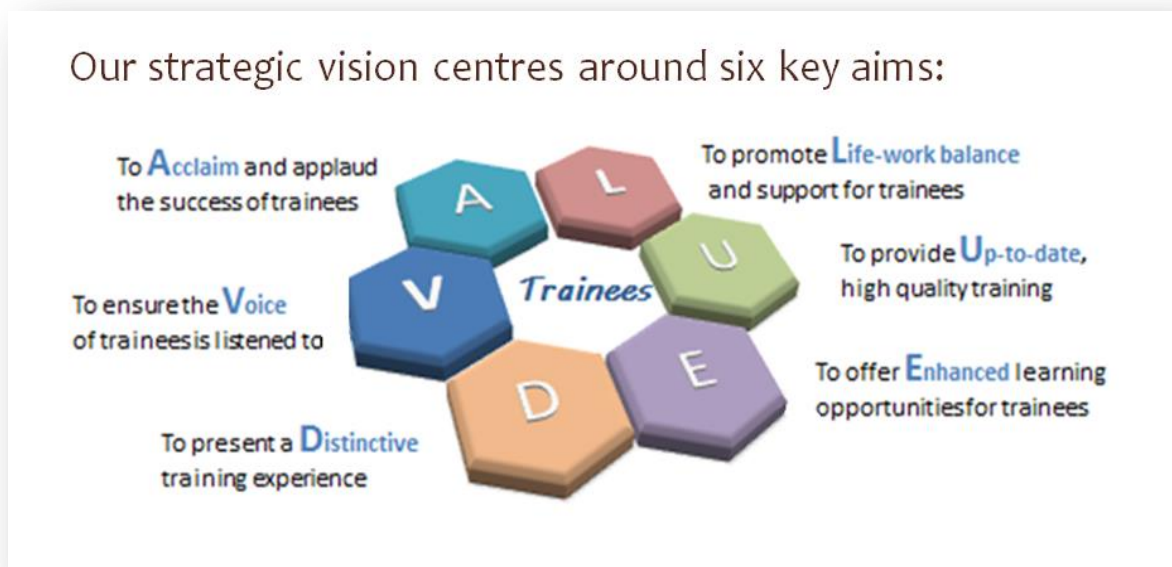 Our strategic vision centres around six key aims:
To Acclaim and applaud
the success of trainees
To promote Life-work balance
and support for trainees
A
L
U
To provide Up-to-date,
high quality training
V
Trainees
To ensure the Voice
of trainees is listened to
E
To offer Enhanced learning
opportunities for trainees
D
To present a Distinctive
training experience